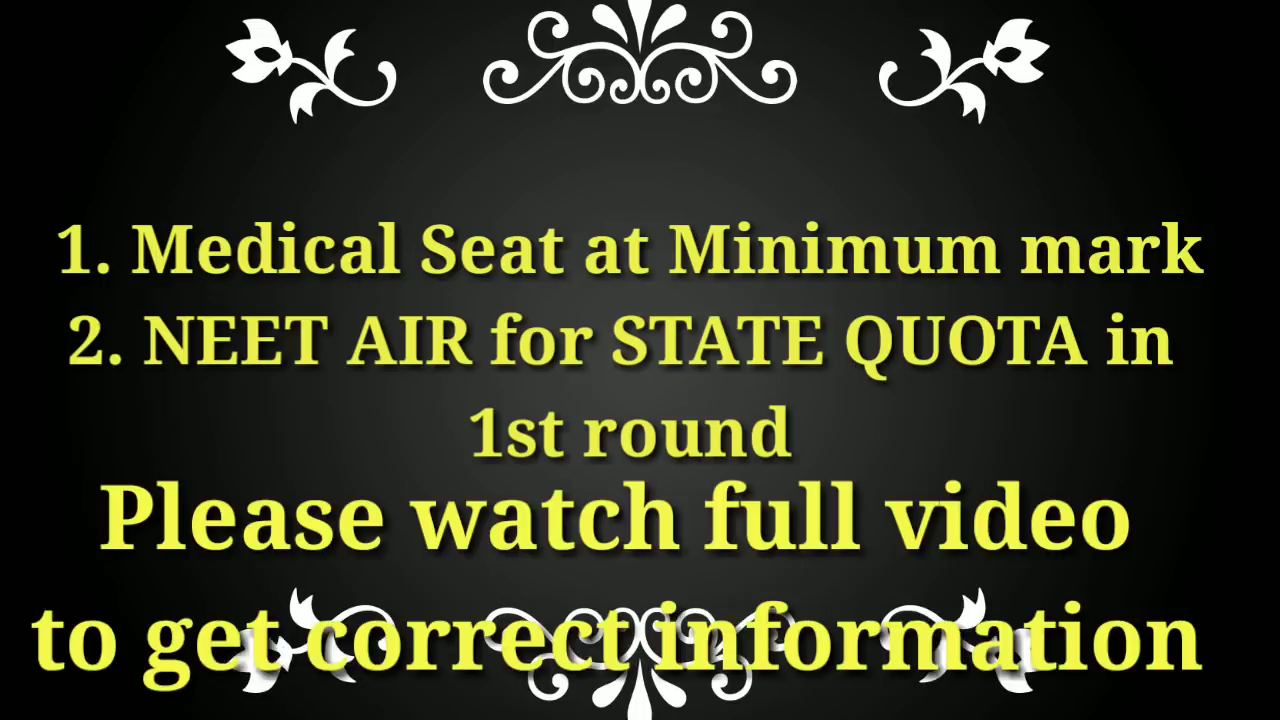 1. Medical Seat at Minimum mark
2. NEET AIR for STATE QUOTA in
1st round
Please watch full video
to get correct information